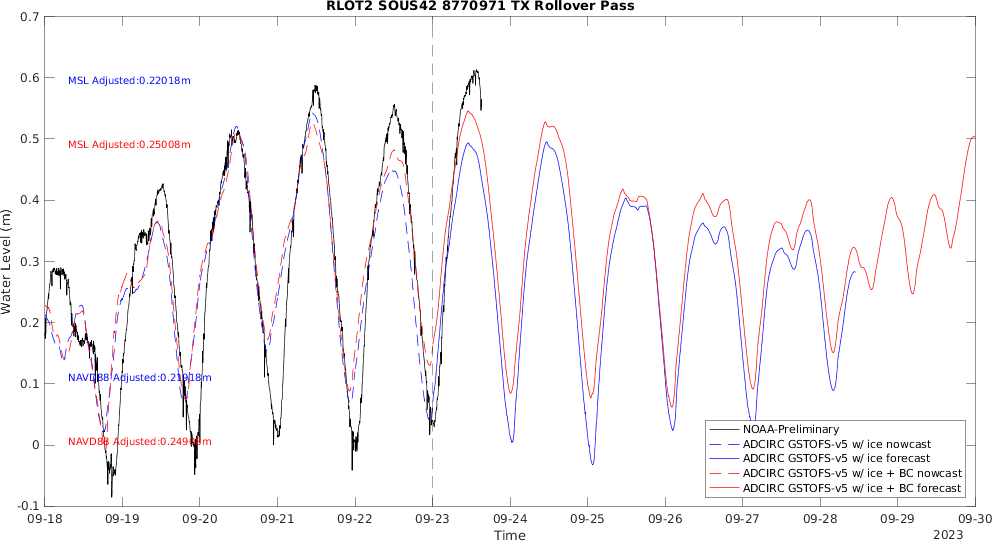 RLOT2 SOUS42 8770971 TX Rollover Pass
0.7
0.6
0.5
0.4
0.3
0.2
0.1
0
-0.1
Water Level (m)
MSL Adjusted:0.22018m
MSL Adjusted:0.25008m
NAVD88 Adjusted:0.21918m
NAVD88 Adjusted:0.249
NOAA-Preliminary
ADCIRC GSTOFS-v5 w/ ice nowcast
ADCIRC GSTOFS-v5 w/ ice forecast
ADCIRC GSTOFS-v5 w/ ice + BC nowcast
ADCIRC GSTOFS-v5 w/ ice + BC forecast
09-18 09-19 09-20 09-21 09-22 09-23 09-24 09-25 09-26 09-27 09-28 09-29 09-30
Time
2023